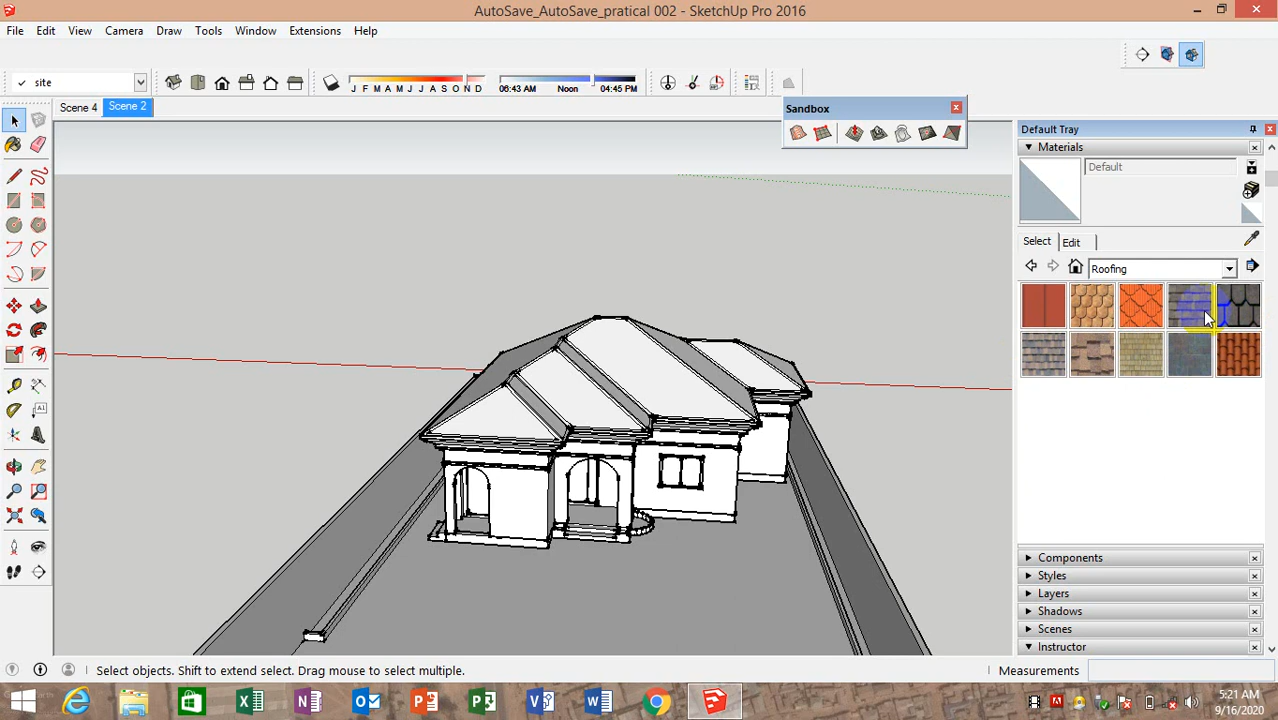 AutoSave_AutoSave_pratical 002 - SketchUp Pro 2016
File Edit View Camera Draw Tools Window Extensions Help
site
J F M A M J J A S O N D
06:43 AM Noon 04:45 PM
Scene 4 Scene 2
Sandbox
Default Tray
Materials
Default
Select Edit
Roofing
A1
Components
Styles
Layers
Shadows
Scenes
Instructor
Select objects. Shift to extend select. Drag mouse to select multiple.
Measurements
5:21 AM
9/16/2020